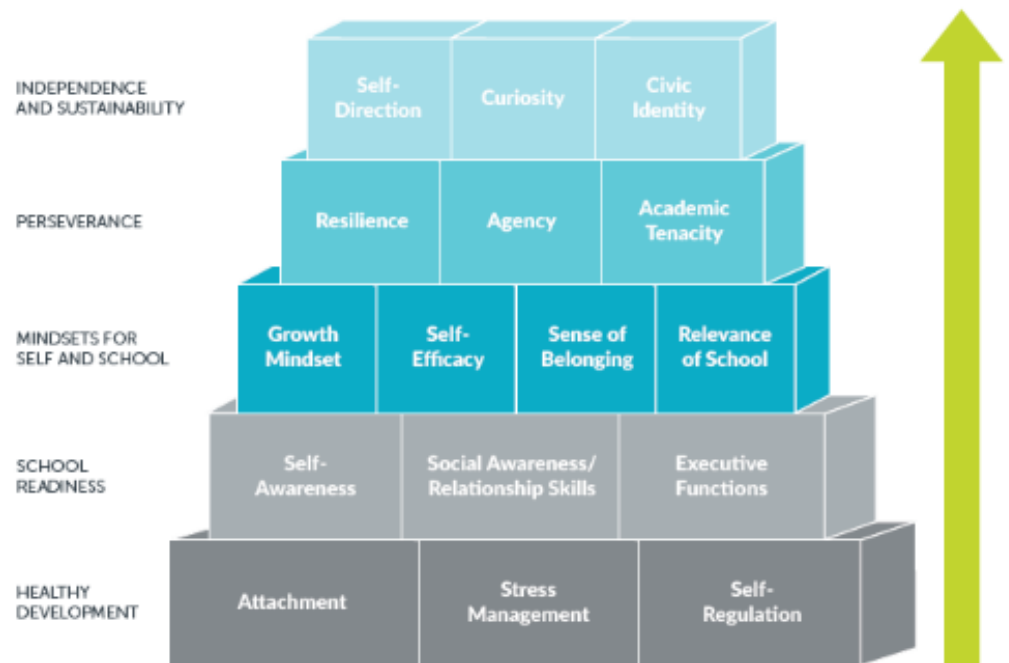 INDEPENDENCE
AND SUSTAINABILITY
Self-
Direction
Curiosity
Civic
Identity
PERSEVERANCE
Resilience
Agency
Academic
Tenacity
MINDSETS FOR
SELF AND SCHOOL
Growth
Mindset
Self-
Efficacy
Sense of
Belonging
Relevance
of School
SCHOOL
READINESS
Self-
Awareness
Social Awareness/
Relationship Skills
Executive
Functions
HEALTHY
DEVELOPMENT
Attachment
Stress
Management
Self-
Regulation